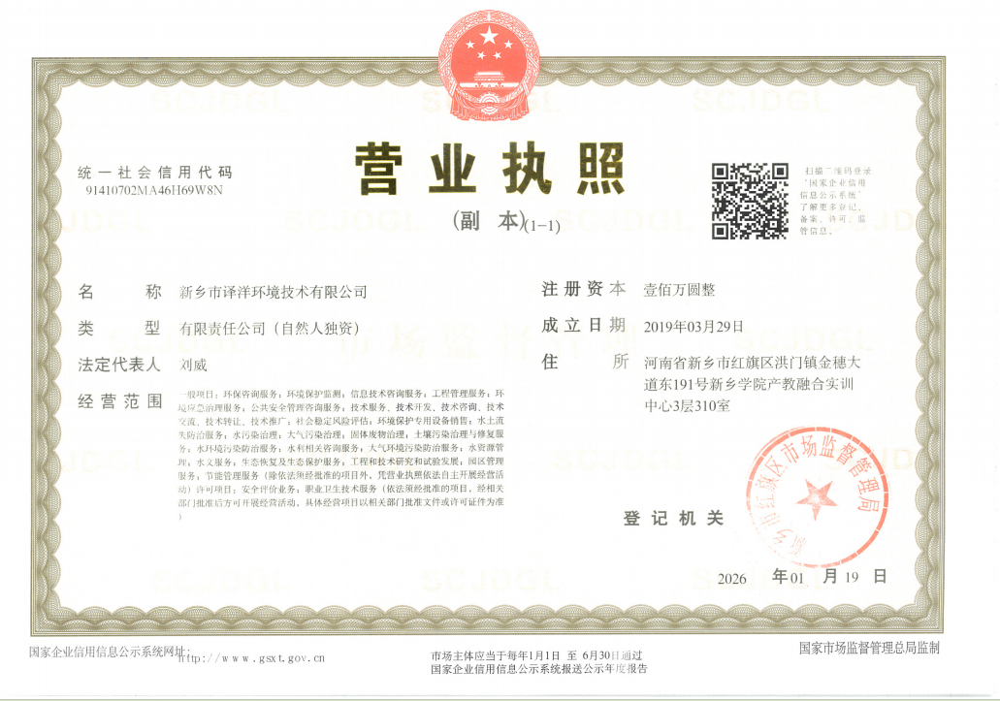 营业执照
(副 本)(1-1)
统一社会信用代码
91410702MA46H69W8N
扫描二维码登录
“国家企业信用
信息公示系统”
了解更多登记、
备案、许可、监
管信息。
名 称 新乡市译洋环境技术有限公司
类 型 有限责任公司（自然人独资）
法定代表人 刘威
经营范围 一般项目：环保咨询服务；环境保护监测；信息技术咨询服务；工程管理服务；环
境应急治理服务；公共安全管理咨询服务；技术服务、技术开发、技术咨询、技术
交流、技术转让、技术推广；社会稳定风险评估；环境保护专用设备销售；水土流
失防治服务；水污染治理；大气污染治理；固体废物治理；土壤污染治理与修复服
务；水环境污染防治服务；水利相关咨询服务；大气环境污染防治服务；水资源管
理；水文服务；生态恢复及生态保护服务；工程和技术研究和试验发展；园区管理
服务；节能管理服务（除依法须经批准的项目外，凭营业执照依法自主开展经营活
动）许可项目：安全评价业务；职业卫生技术服务（依法须经批准的项目，经相关
部门批准后方可开展经营活动，具体经营项目以相关部门批准文件或许可证件为准
）
注册资本 壹佰万圆整
成立日期 2019年03月29日
住 所 河南省新乡市红旗区洪门镇金穗大
道东191号新乡学院产教融合实训
中心3层310室
登记机关
新乡市红旗区市场监督管理局
2026 年01 月19 日
国家企业信用信息公示系统网址：
http://www.gsxt.gov.cn
市场主体应当于每年1月1日 至 6月30日通过
国家企业信用信息公示系统报送公示年度报告
国家市场监督管理总局监制